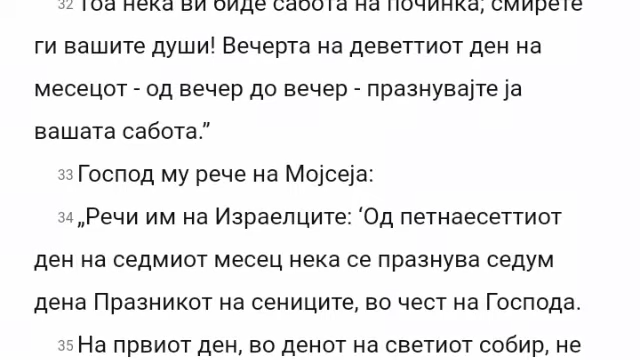 32 Тоа нека ви биде сабота на починка; смирете
ги вашите души! Вечерта на деветтиот ден на
месецот - од вечер до вечер - празнувајте ја
вашата сабота.”
33 Господ му рече на Мојсеја:
34 „Речи им на Израелците: ‘Од петнаесеттиот
ден на седмиот месец нека се празнува седум
дена Празникот на сениците, во чест на Господа.
35 На првиот ден, во денот на светиот собир, не